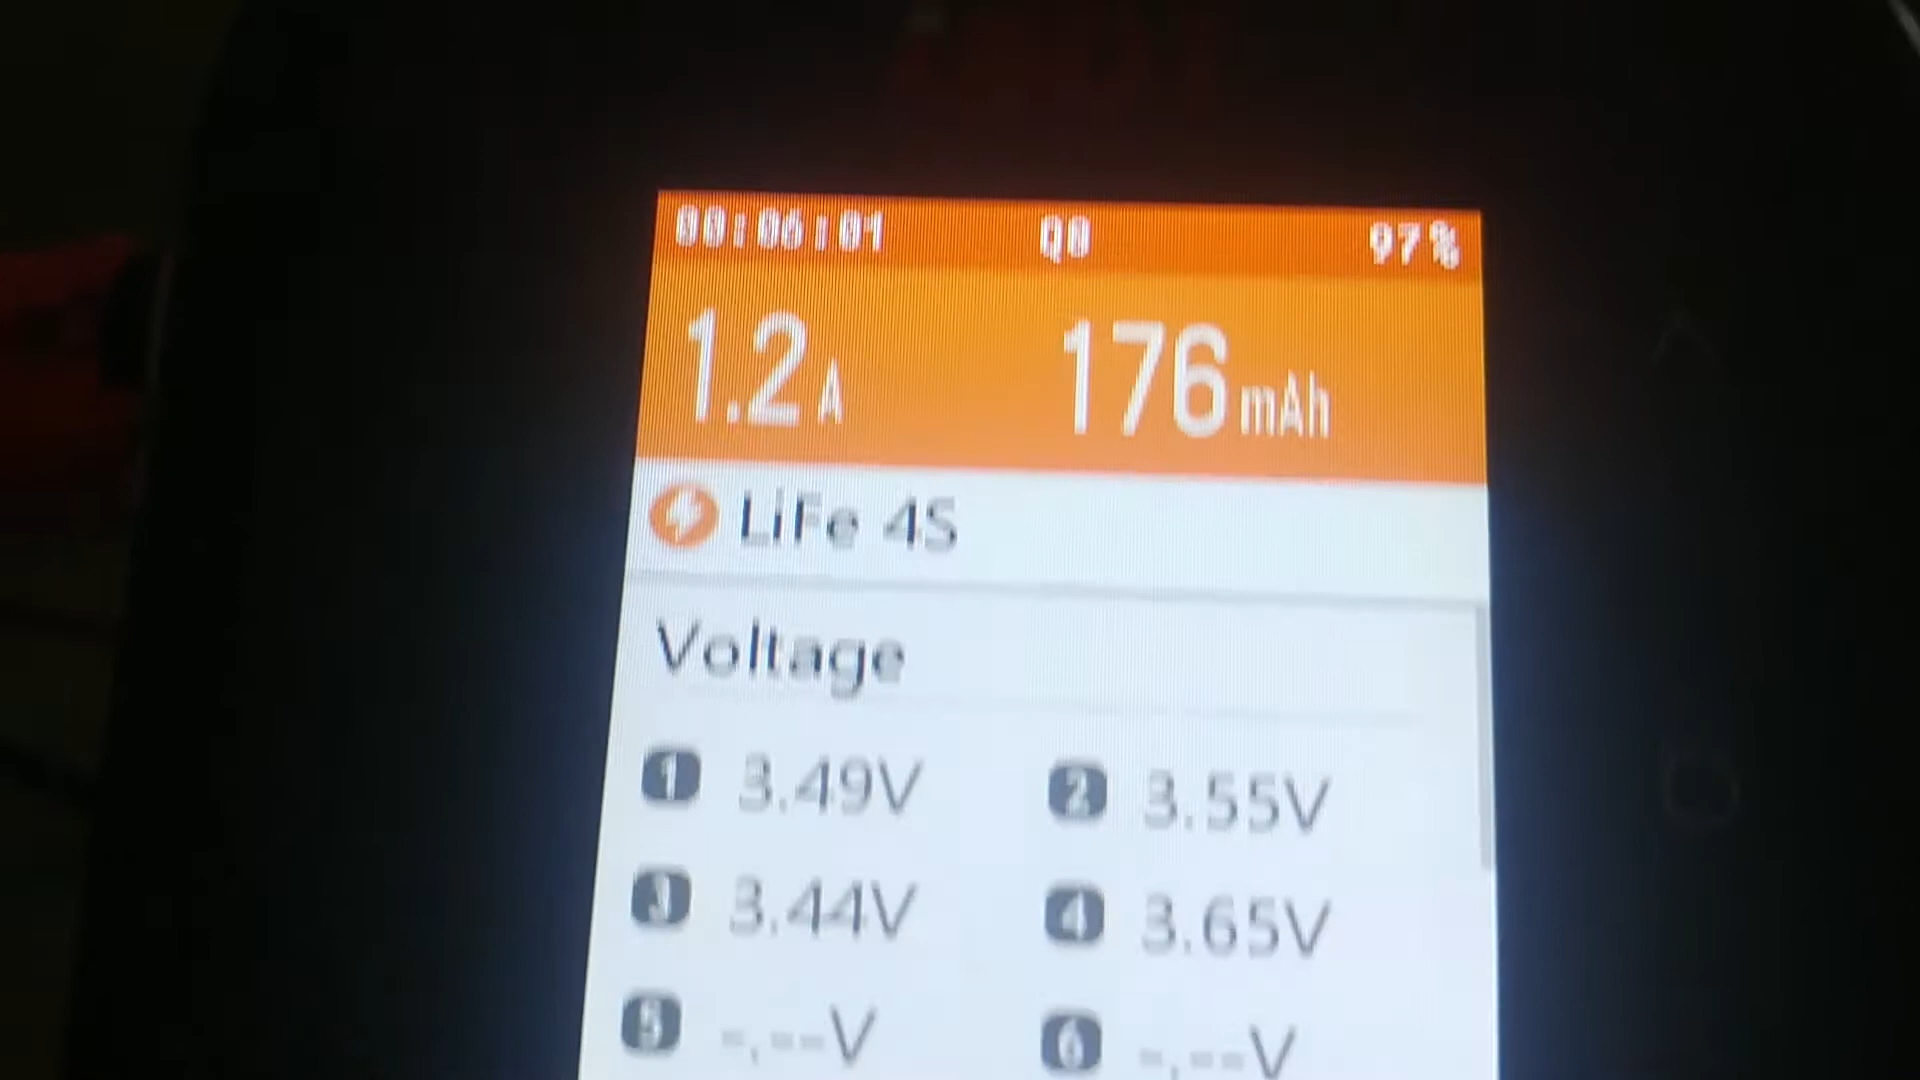 00:06:01 Q0 97%
1.2A 176mAh
LiFe 4S
Voltage
1 3.49V 2 3.55V
3 3.44V 4 3.65V
5 -.--V 6 -.--V